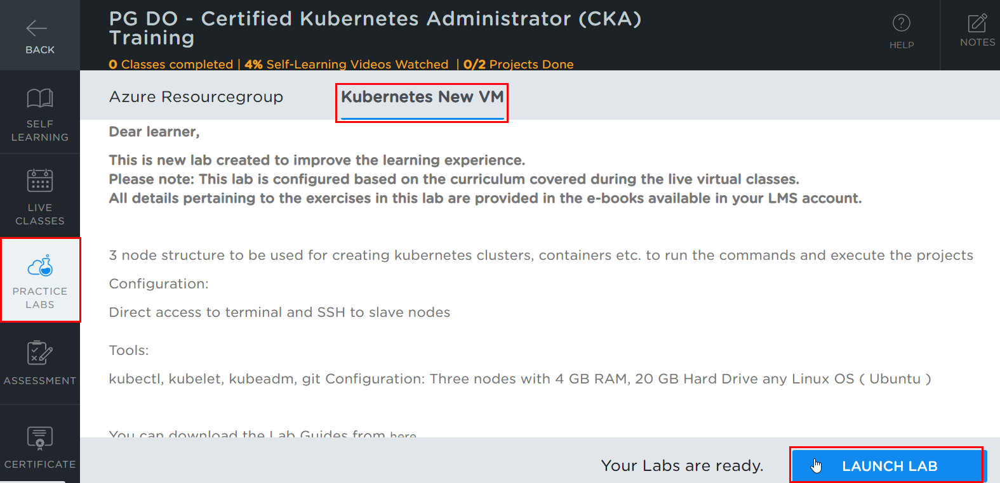 BACK
PG DO - Certified Kubernetes Administrator (CKA)
Training
0 Classes completed | 4% Self-Learning Videos Watched | 0/2 Projects Done
HELP
NOTES
SELF
LEARNING
LIVE
CLASSES
PRACTICE
LABS
ASSESSMENT
CERTIFICATE
Azure Resourcegroup
Kubernetes New VM
Dear learner,
This is new lab created to improve the learning experience.
Please note: This lab is configured based on the curriculum covered during the live virtual classes.
All details pertaining to the exercises in this lab are provided in the e-books available in your LMS account.
3 node structure to be used for creating kubernetes clusters, containers etc. to run the commands and execute the projects
Configuration:
Direct access to terminal and SSH to slave nodes
Tools:
kubectl, kubelet, kubeadm, git Configuration: Three nodes with 4 GB RAM, 20 GB Hard Drive any Linux OS ( Ubuntu )
You can download the Lab Guides from here
Your Labs are ready.
LAUNCH LAB